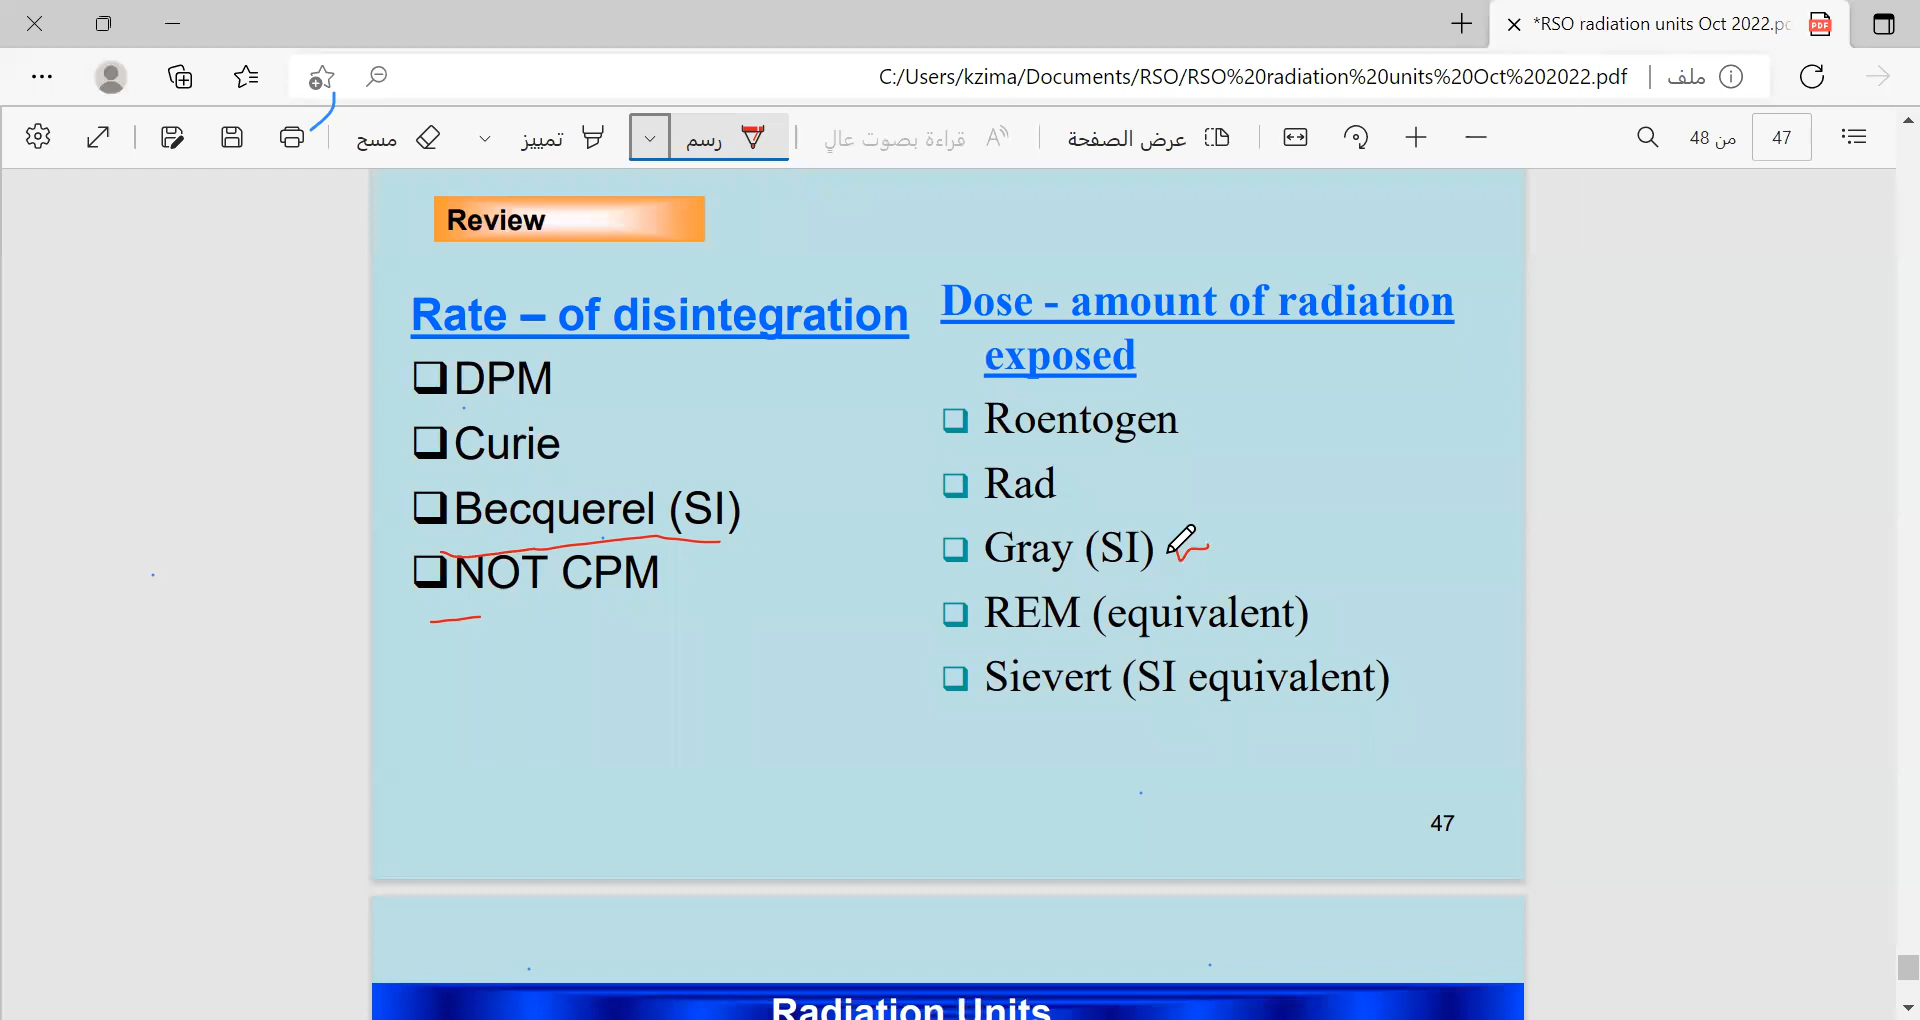 *RSO radiation units Oct 2022.pd
PDF
C:/Users/kzima/Documents/RSO/RSO%20radiation%20units%20Oct%202022.pdf | ملف
مسح
تمييز
رسم
قراءة بصوت عالٍ
عرض الصفحة
48 من
47
Review
Rate – of disintegration
DPM
Curie
Becquerel (SI)
NOT CPM
Dose - amount of radiation
exposed
Roentogen
Rad
Gray (SI)
REM (equivalent)
Sievert (SI equivalent)
47
Radiation Units